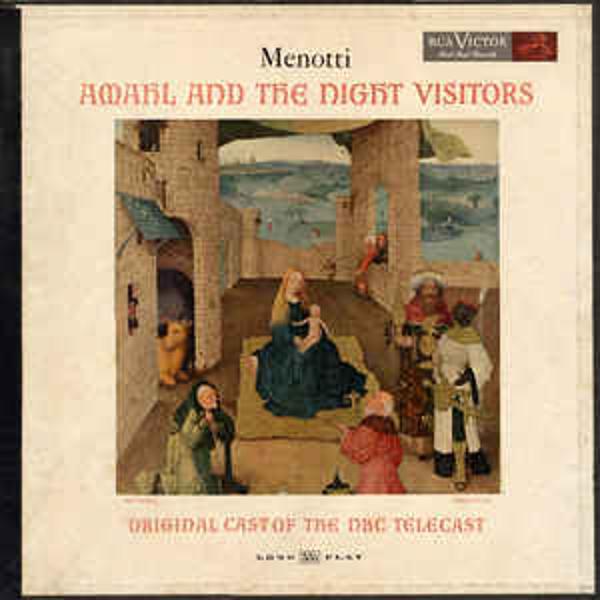 Menotti
RCA VICTOR
AMAHL AND THE NIGHT VISITORS
ORIGINAL CAST OF THE NBC TELECAST
LONG PLAY